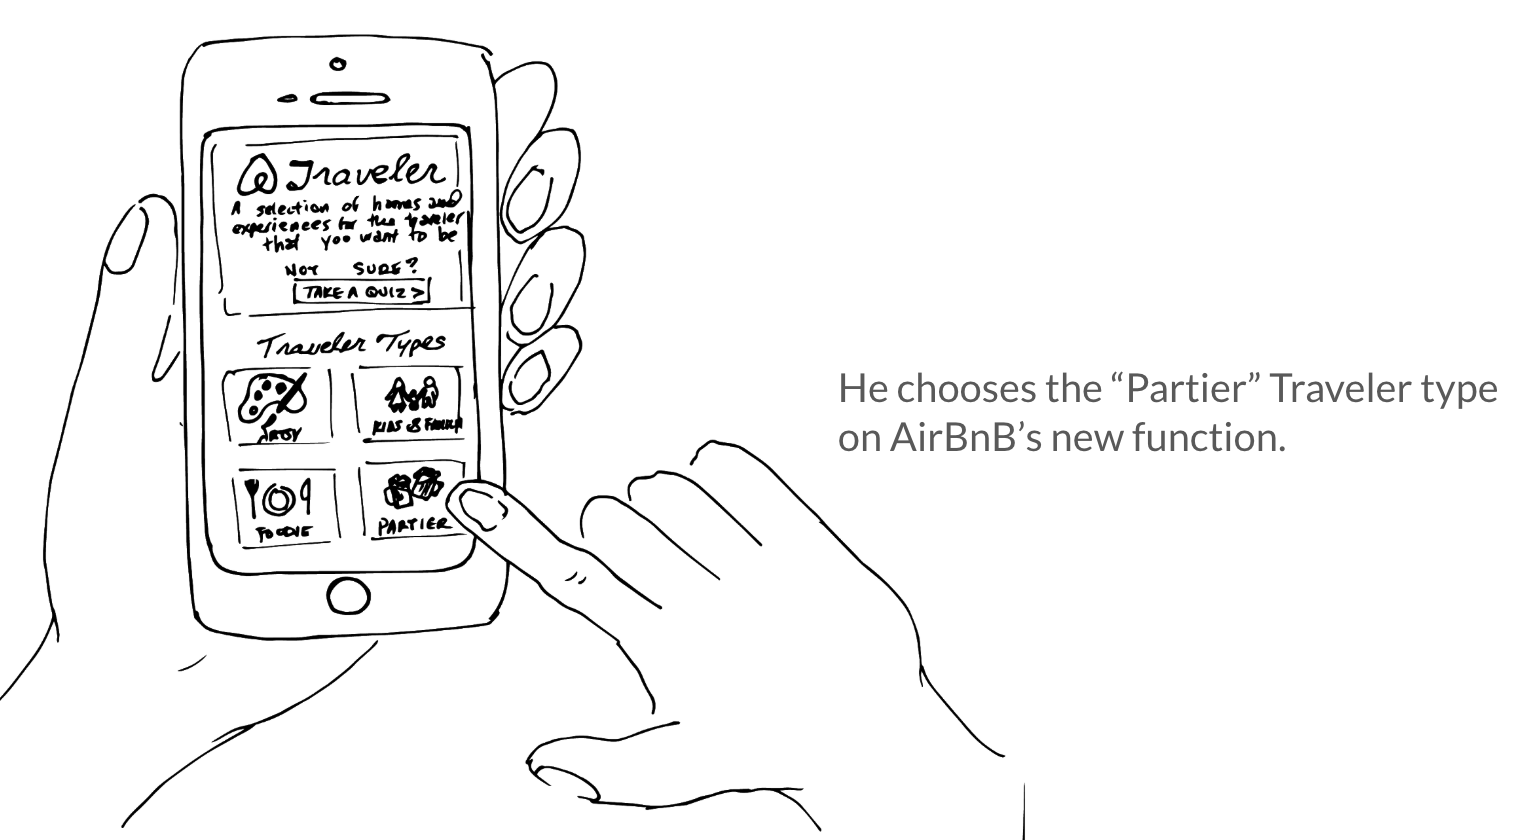 Traveler
A selection of homes and
experiences for the traveler
that you want to be
NOT SURE?
TAKE A QUIZ >
Traveler Types
ARTSY
KIDS & FAMILY
FOODIE
PARTIER
He chooses the “Partier” Traveler type
on AirBnB’s new function.